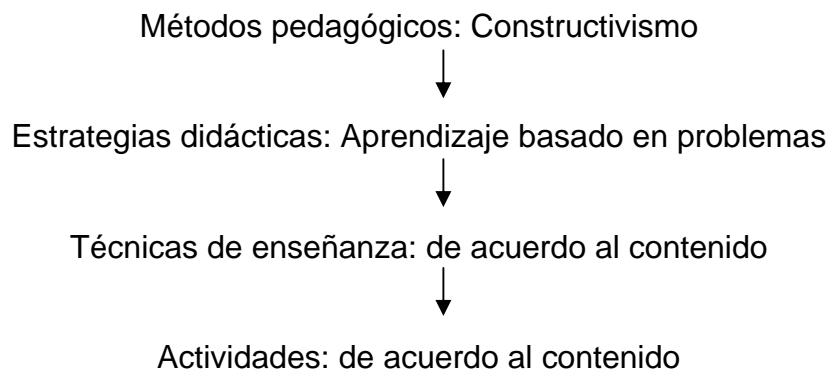 Métodos pedagógicos: Constructivismo
Estrategias didácticas: Aprendizaje basado en problemas
Técnicas de enseñanza: de acuerdo al contenido
Actividades: de acuerdo al contenido